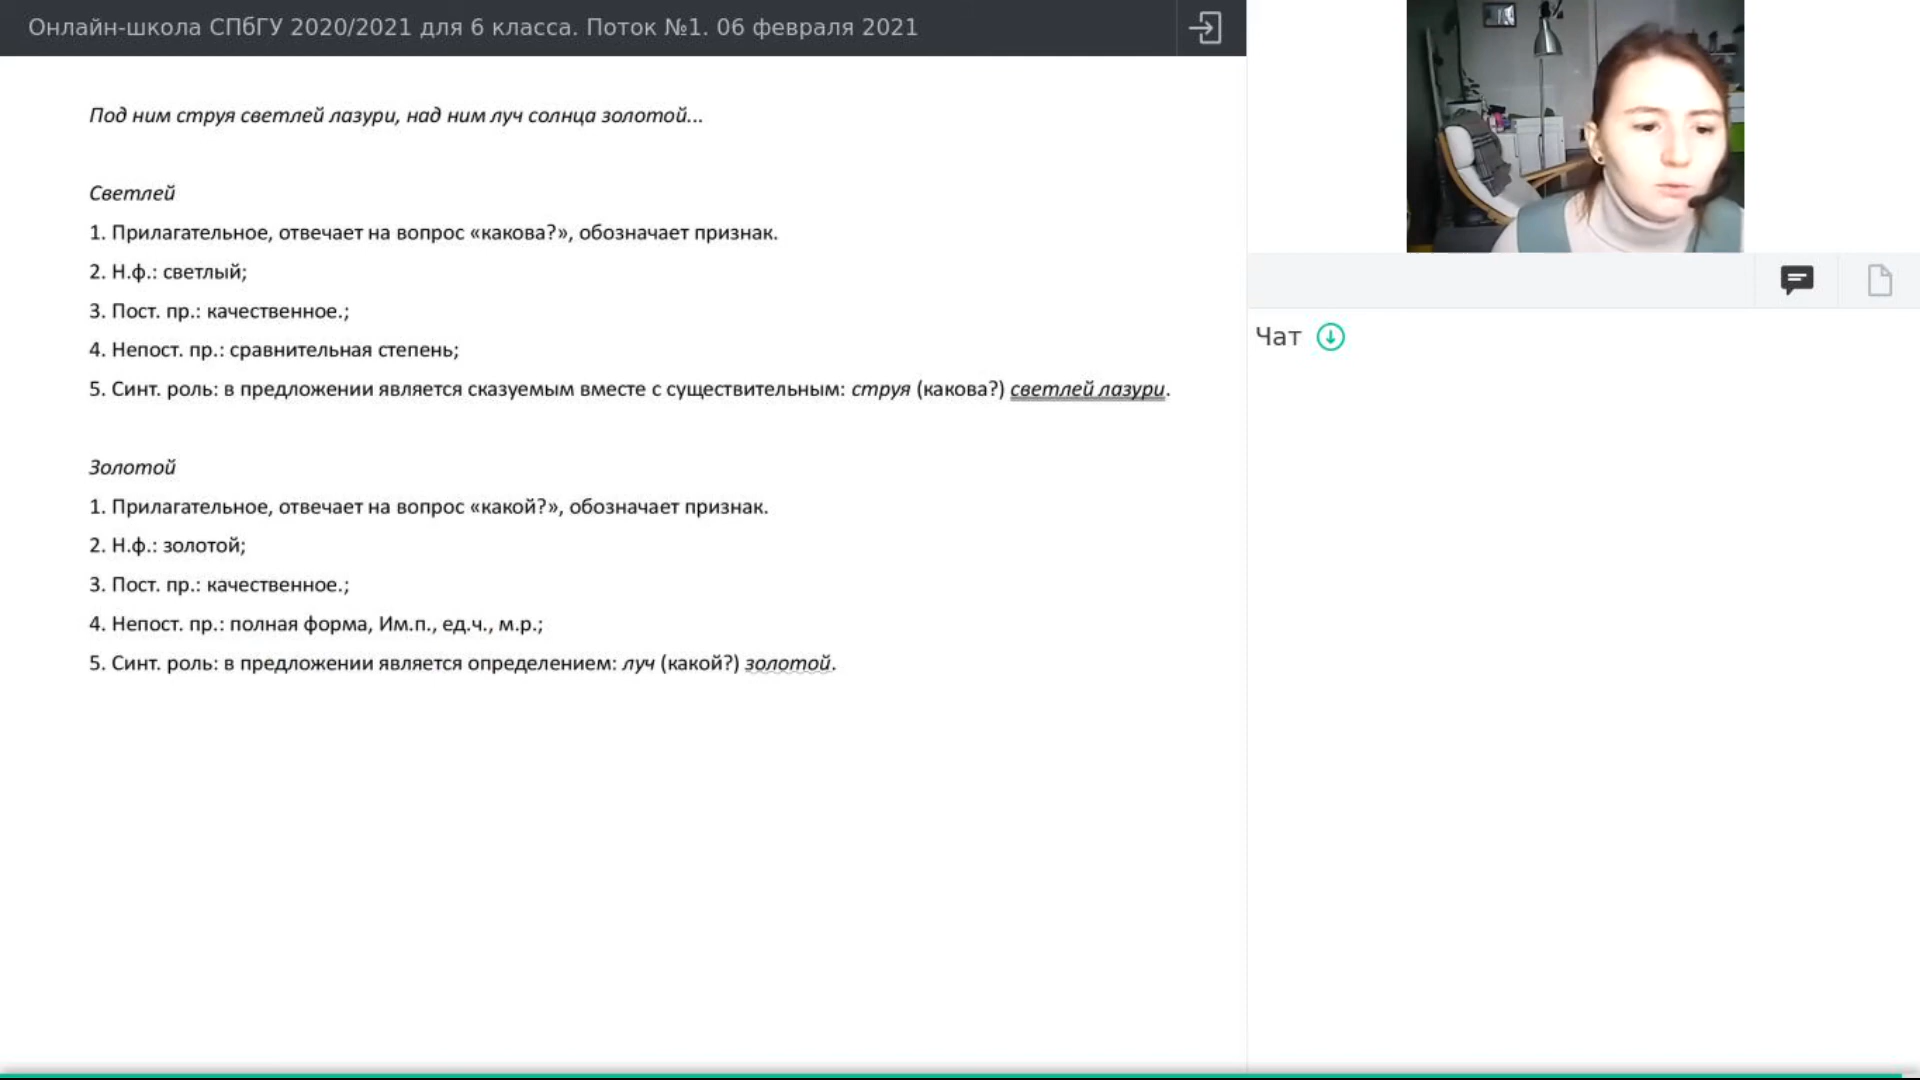 Онлайн-школа СПбГУ 2020/2021 для 6 класса. Поток №1. 06 февраля 2021
Под ним струя светлей лазури, над ним луч солнца золотой...
Светлей
1. Прилагательное, отвечает на вопрос «какова?», обозначает признак.
2. Н.ф.: светлый;
3. Пост. пр.: качественное.;
4. Непост. пр.: сравнительная степень;
5. Синт. роль: в предложении является сказуемым вместе с существительным: струя (какова?) светлей лазури.
Золотой
1. Прилагательное, отвечает на вопрос «какой?», обозначает признак.
2. Н.ф.: золотой;
3. Пост. пр.: качественное.;
4. Непост. пр.: полная форма, Им.п., ед.ч., м.р.;
5. Синт. роль: в предложении является определением: луч (какой?) золотой.
Чат